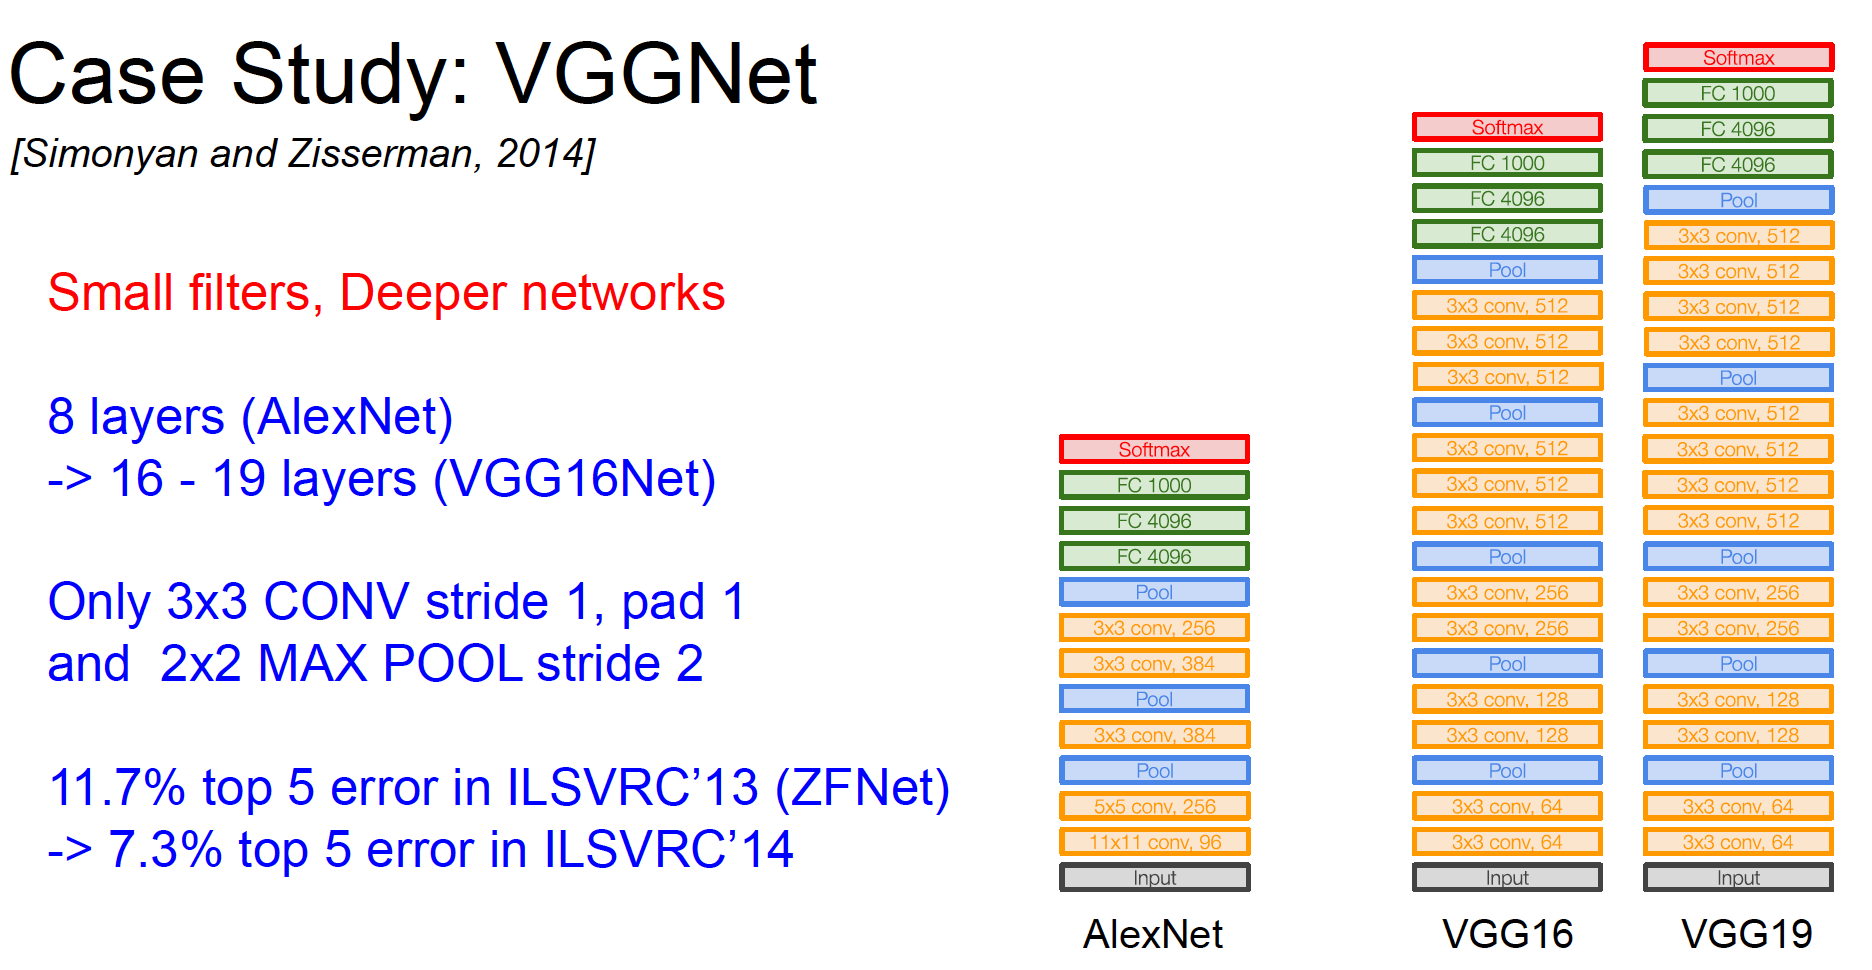 Case Study: VGGNet
[Simonyan and Zisserman, 2014]
Small filters, Deeper networks
8 layers (AlexNet)
-> 16 - 19 layers (VGG16Net)
Only 3x3 CONV stride 1, pad 1
and 2x2 MAX POOL stride 2
11.7% top 5 error in ILSVRC’13 (ZFNet)
-> 7.3% top 5 error in ILSVRC’14
Softmax
FC 1000
FC 4096
FC 4096
Pool
3x3 conv, 256
3x3 conv, 384
Pool
3x3 conv, 384
Pool
5x5 conv, 256
11x11 conv, 96
Input
AlexNet
Softmax
FC 1000
FC 4096
FC 4096
Pool
3x3 conv, 512
3x3 conv, 512
3x3 conv, 512
Pool
3x3 conv, 512
3x3 conv, 512
3x3 conv, 512
Pool
3x3 conv, 256
3x3 conv, 256
Pool
3x3 conv, 128
3x3 conv, 128
Pool
3x3 conv, 64
3x3 conv, 64
Input
VGG16
Softmax
FC 1000
FC 4096
FC 4096
Pool
3x3 conv, 512
3x3 conv, 512
3x3 conv, 512
3x3 conv, 512
Pool
3x3 conv, 512
3x3 conv, 512
3x3 conv, 512
3x3 conv, 512
Pool
3x3 conv, 256
3x3 conv, 256
Pool
3x3 conv, 128
3x3 conv, 128
Pool
3x3 conv, 64
3x3 conv, 64
Input
VGG19